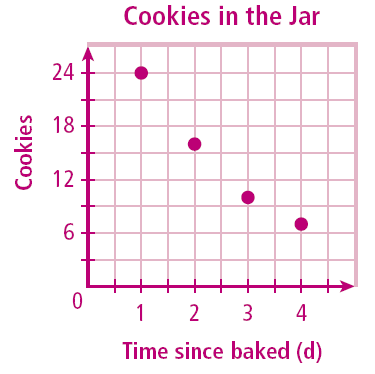 Cookies in the Jar
Cookies
24
18
12
6
0
1 2 3 4
Time since baked (d)